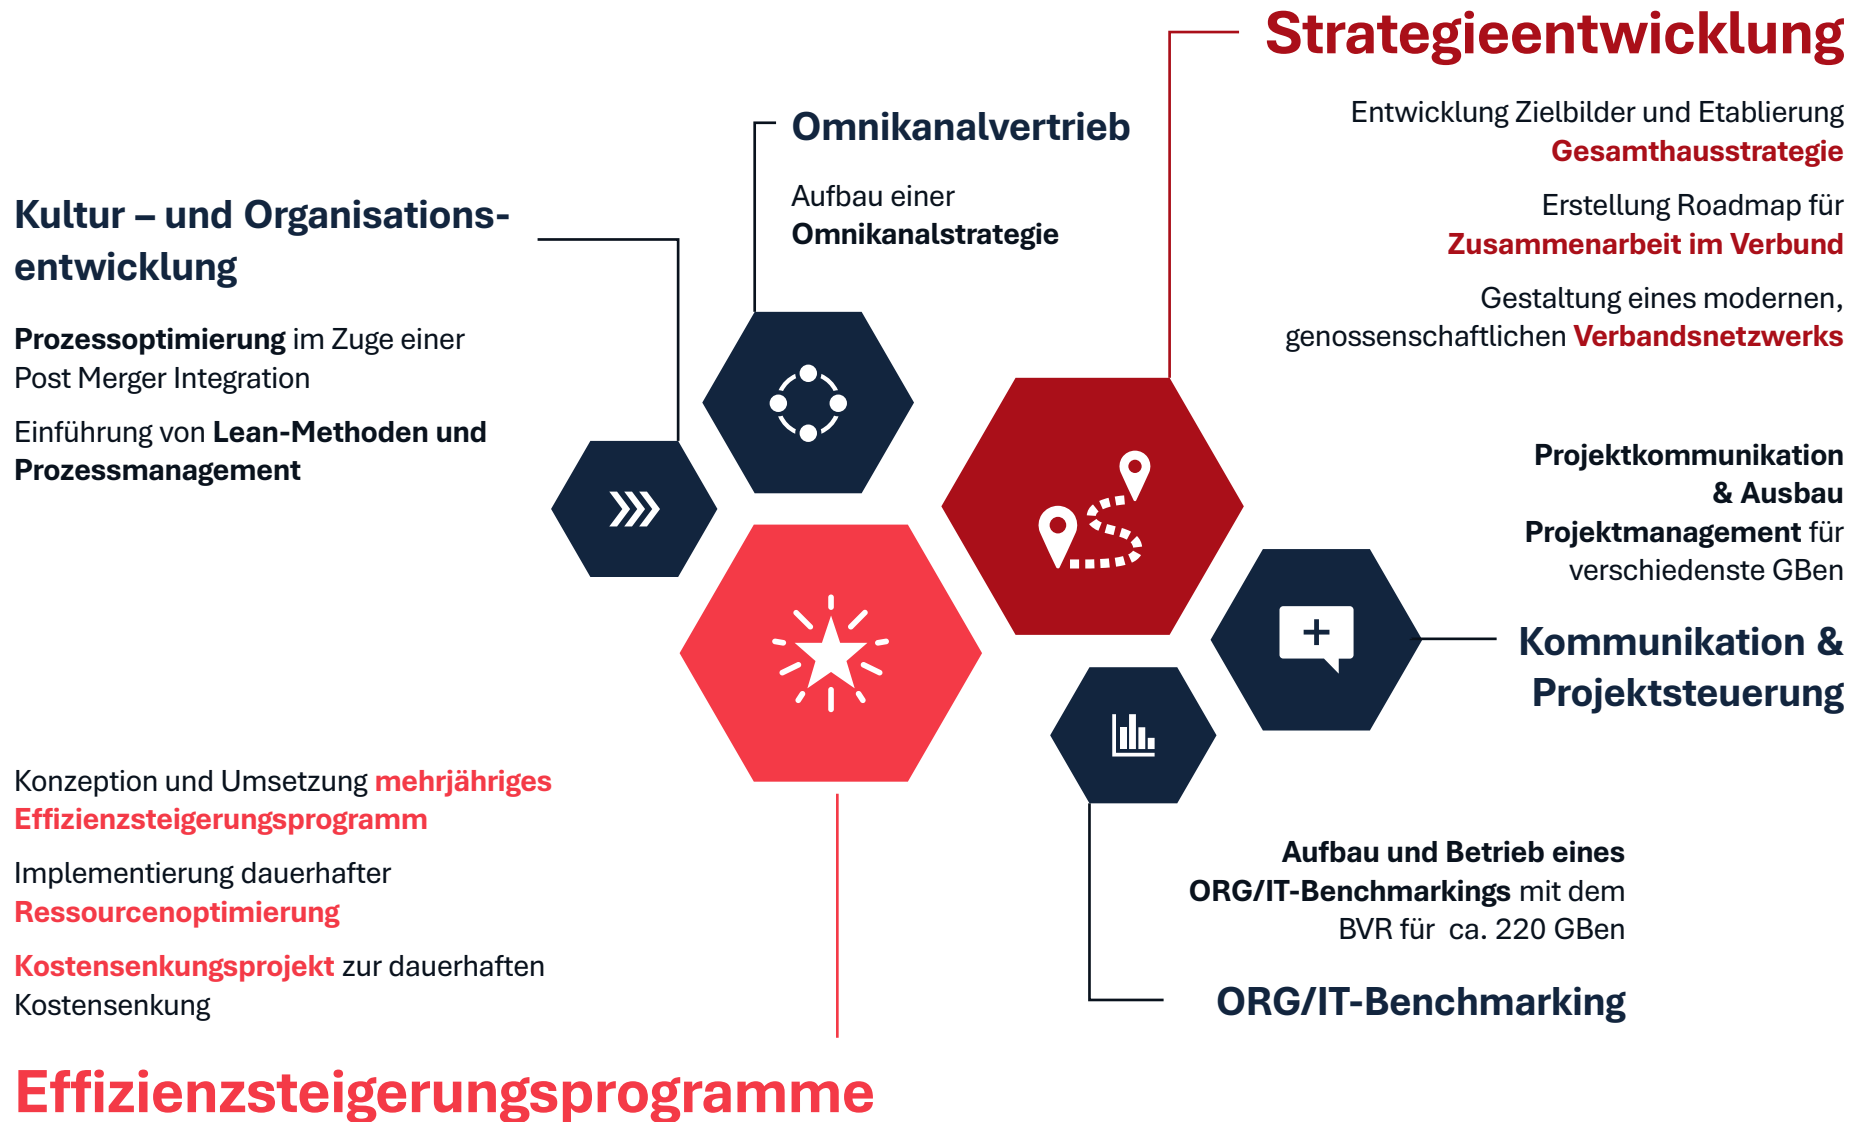 Strategieentwicklung
Entwicklung Zielbilder und Etablierung
Gesamthausstrategie
Erstellung Roadmap für
Zusammenarbeit im Verbund
Gestaltung eines modernen,
genossenschaftlichen Verbandsnetzwerks
Omnikanalvertrieb
Aufbau einer
Omnikanalstrategie
Kultur – und Organisations-
entwicklung
Prozessoptimierung im Zuge einer
Post Merger Integration
Einführung von Lean-Methoden und
Prozessmanagement
Projektkommunikation
& Ausbau
Projektmanagement für
verschiedenste GBen
Kommunikation &
Projektsteuerung
Konzeption und Umsetzung mehrjähriges
Effizienzsteigerungsprogramm
Implementierung dauerhafter
Ressourcenoptimierung
Kostensenkungsprojekt zur dauerhaften
Kostensenkung
Effizienzsteigerungsprogramme
Aufbau und Betrieb eines
ORG/IT-Benchmarkings mit dem
BVR für  ca. 220 GBen
ORG/IT-Benchmarking